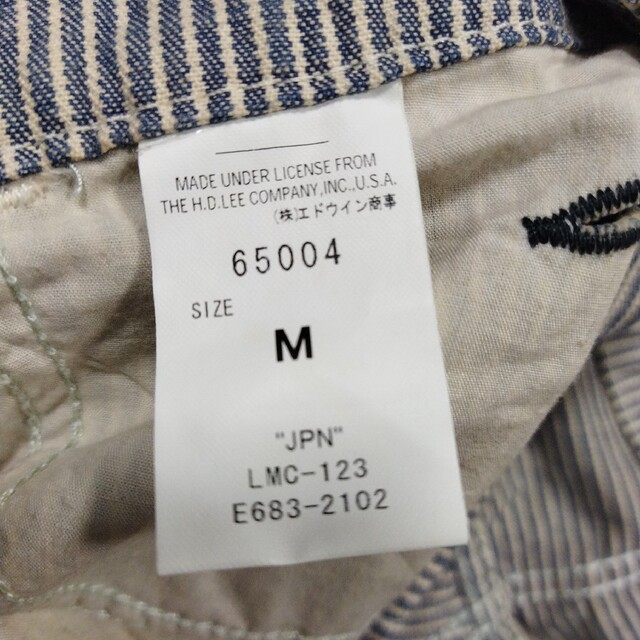 MADE UNDER LICENSE FROM
THE H.D.LEE COMPANY,INC.,U.S.A.
(株)エドウイン商事
65004
SIZE
M
"JPN"
LMC-123
E683-2102